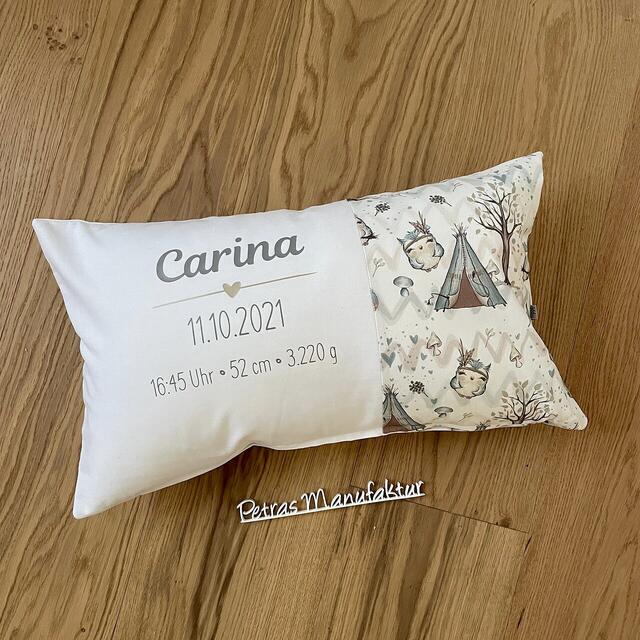 Carina
11.10.2021
16:45 Uhr • 52 cm • 3.220 g
Petras Manufaktur